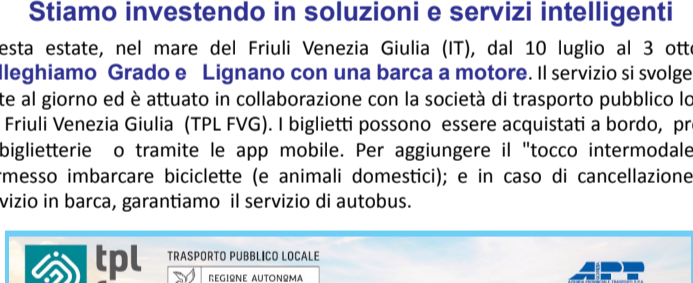 Stiamo investendo in soluzioni e servizi intelligenti
esta estate, nel mare del Friuli Venezia Giulia (IT), dal 10 luglio al 3 otto
lleghiamo Grado e Lignano con una barca a motore. Il servizio si svolge
te al giorno ed è attuato in collaborazione con la società di trasporto pubblico lo
Friuli Venezia Giulia (TPL FVG). I biglietti possono essere acquistati a bordo, pr
biglietterie o tramite le app mobile. Per aggiungere il "tocco intermodale
rmesso imbarcare biciclette (e animali domestici); e in caso di cancellazione
vizio in barca, garantiamo il servizio di autobus.
tpl
TRASPORTO PUBBLICO LOCALE
REGIONE AUTONOMA
APT